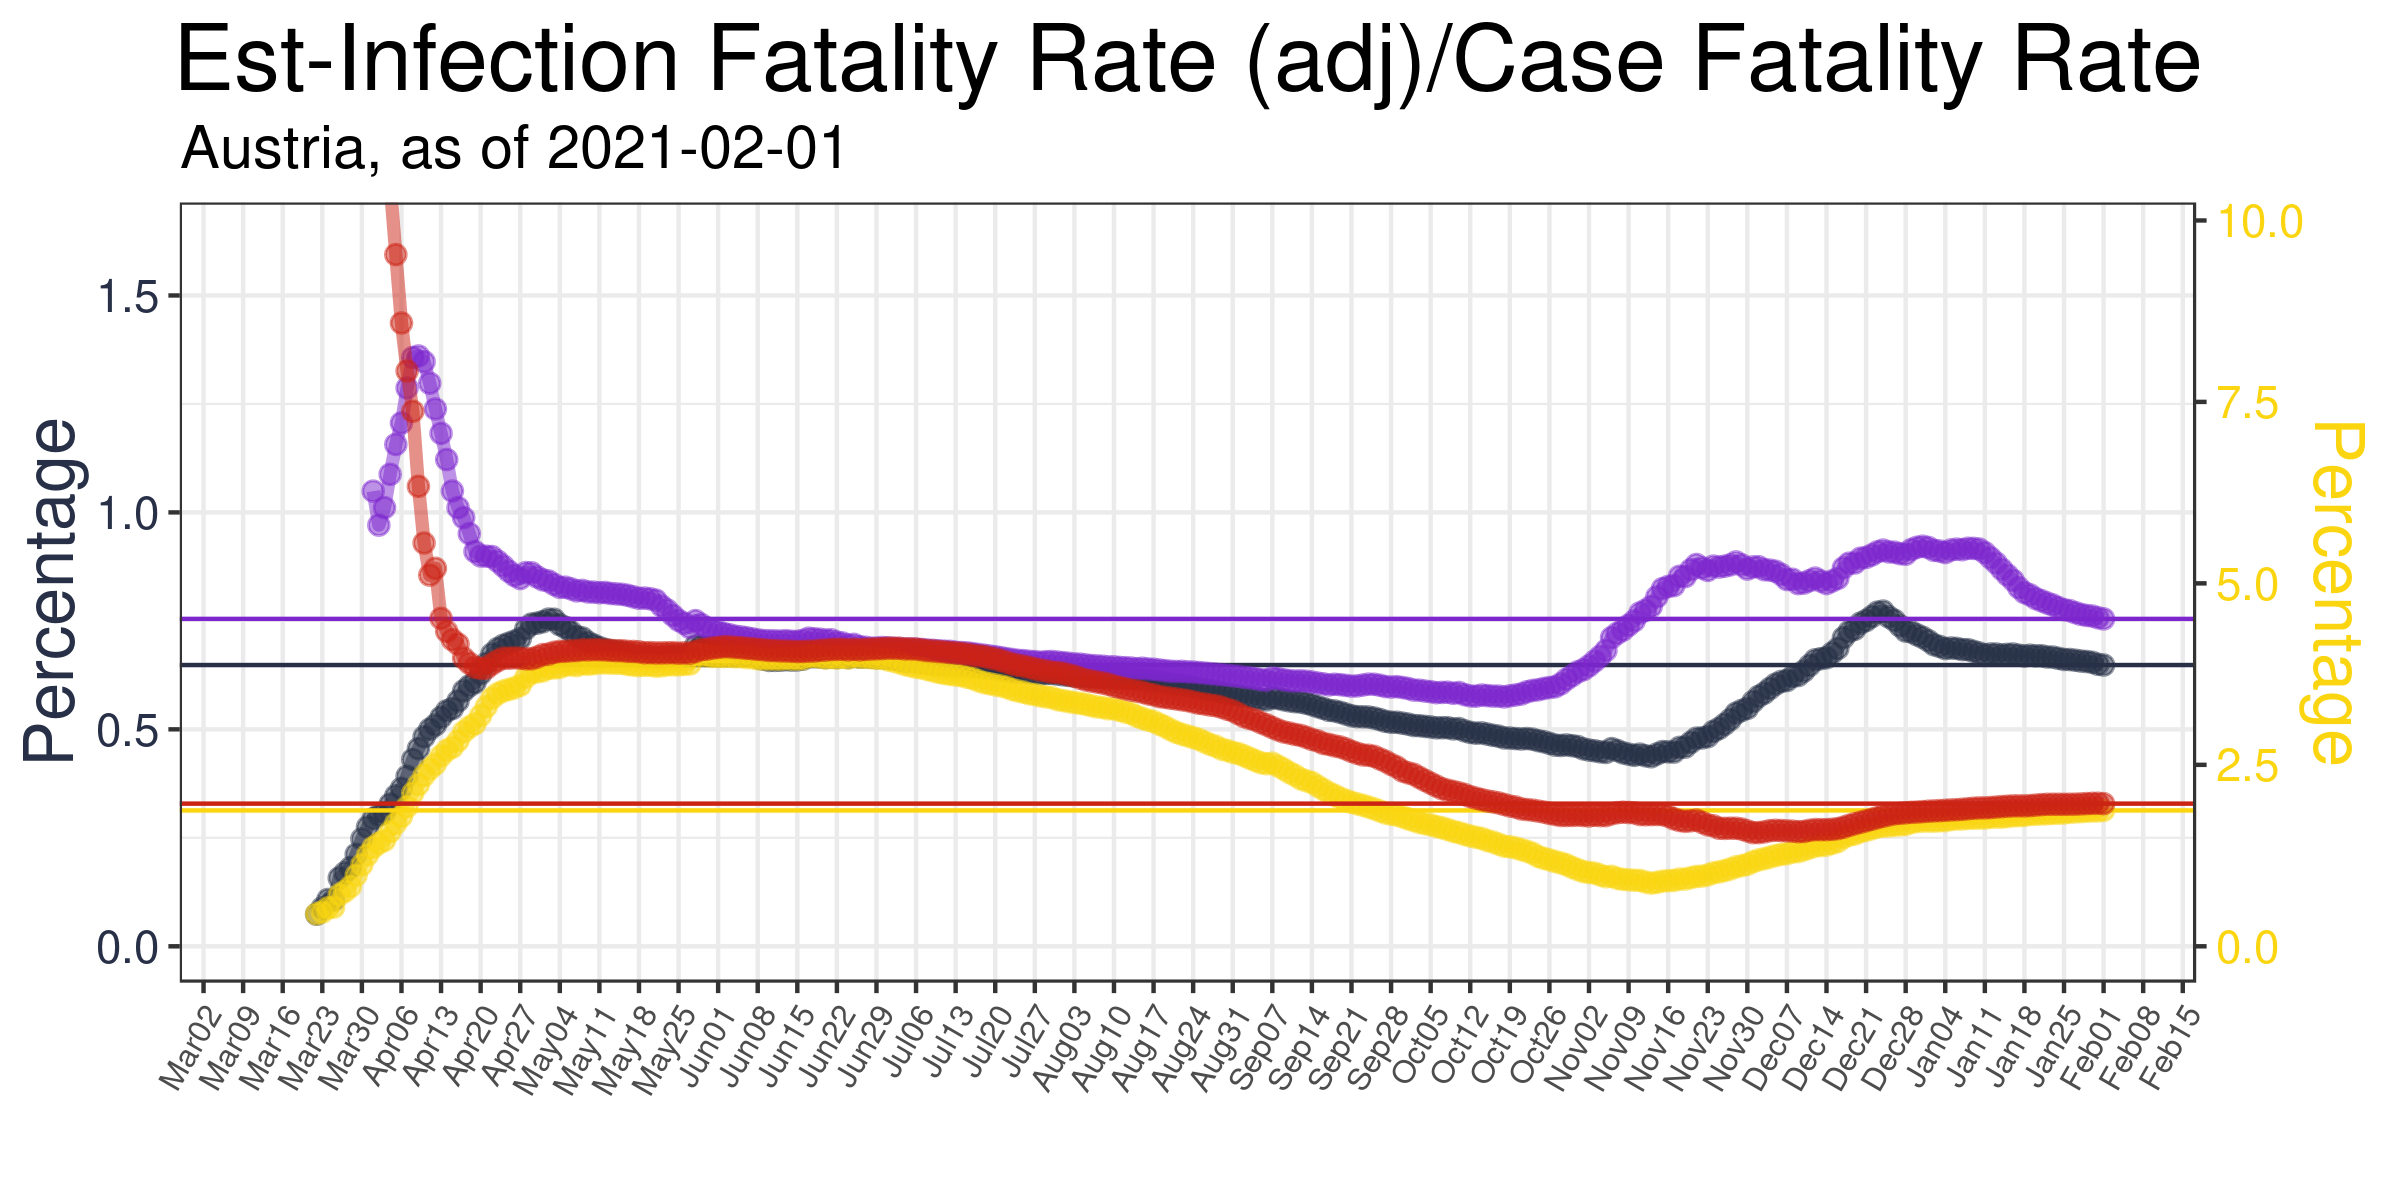 Est-Infection Fatality Rate (adj)/Case Fatality Rate
Austria, as of 2021-02-01
Percentage
1.5
1.0
0.5
0.0
10.0
7.5
5.0
2.5
0.0
Percentage
Mar02
Mar09
Mar16
Mar23
Mar30
Apr06
Apr13
Apr20
Apr27
May04
May11
May18
May25
Jun01
Jun08
Jun15
Jun22
Jun29
Jul06
Jul13
Jul20
Jul27
Aug03
Aug10
Aug17
Aug24
Aug31
Sep07
Sep14
Sep21
Sep28
Oct05
Oct12
Oct19
Oct26
Nov02
Nov09
Nov16
Nov23
Nov30
Dec07
Dec14
Dec21
Dec28
Jan04
Jan11
Jan18
Jan25
Feb01
Feb08
Feb15